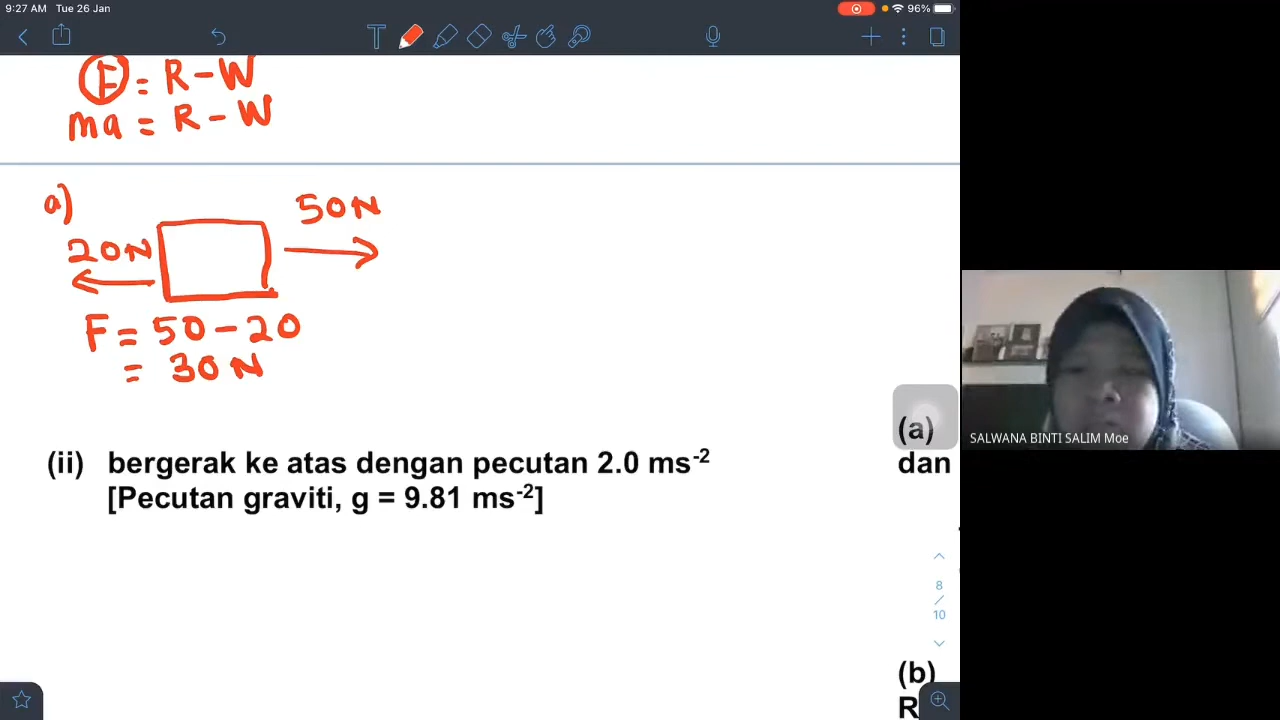 9:27 AM Tue 26 Jan
96%
T
F = R - W
ma = R - W
a)
50N
20N
F = 50 - 20
= 30 N
(ii) bergerak ke atas dengan pecutan 2.0 ms⁻²
[Pecutan graviti, g = 9.81 ms⁻²]
(a)
dan
8
/
10
(b)
R
SALWANA BINTI SALIM Moe